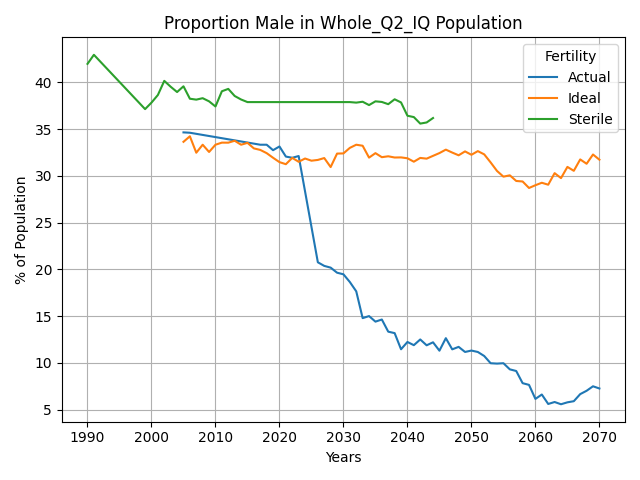 Proportion Male in Whole_Q2_IQ Population
Fertility
Actual
Ideal
Sterile
% of Population
40
35
30
25
20
15
10
5
1990 2000 2010 2020 2030 2040 2050 2060 2070
Years